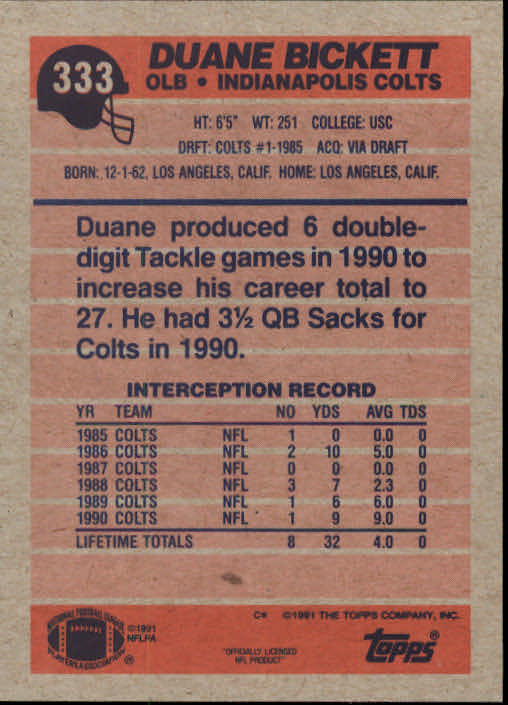 333
DUANE BICKETT
OLB • INDIANAPOLIS COLTS
HT: 6'5" WT: 251 COLLEGE: USC
DRFT: COLTS #1-1985 ACQ: VIA DRAFT
BORN: 12-1-62, LOS ANGELES, CALIF. HOME: LOS ANGELES, CALIF.
Duane produced 6 double-
digit Tackle games in 1990 to
increase his career total to
27. He had 3½ QB Sacks for
Colts in 1990.
INTERCEPTION RECORD
YR TEAM NO YDS AVG TDS
1985 COLTS NFL 1 0 0.0 0
1986 COLTS NFL 2 10 5.0 0
1987 COLTS NFL 0 0 0.0 0
1988 COLTS NFL 3 7 2.3 0
1989 COLTS NFL 1 6 6.0 0
1990 COLTS NFL 1 9 9.0 0
LIFETIME TOTALS 8 32 4.0 0
C* ©1991 THE TOPPS COMPANY, INC.
NATIONAL FOOTBALL LEAGUE
PLAYERS ASSOCIATION
®
©1991
NFLPA
"OFFICIALLY LICENSED
NFL PRODUCT"
topps®